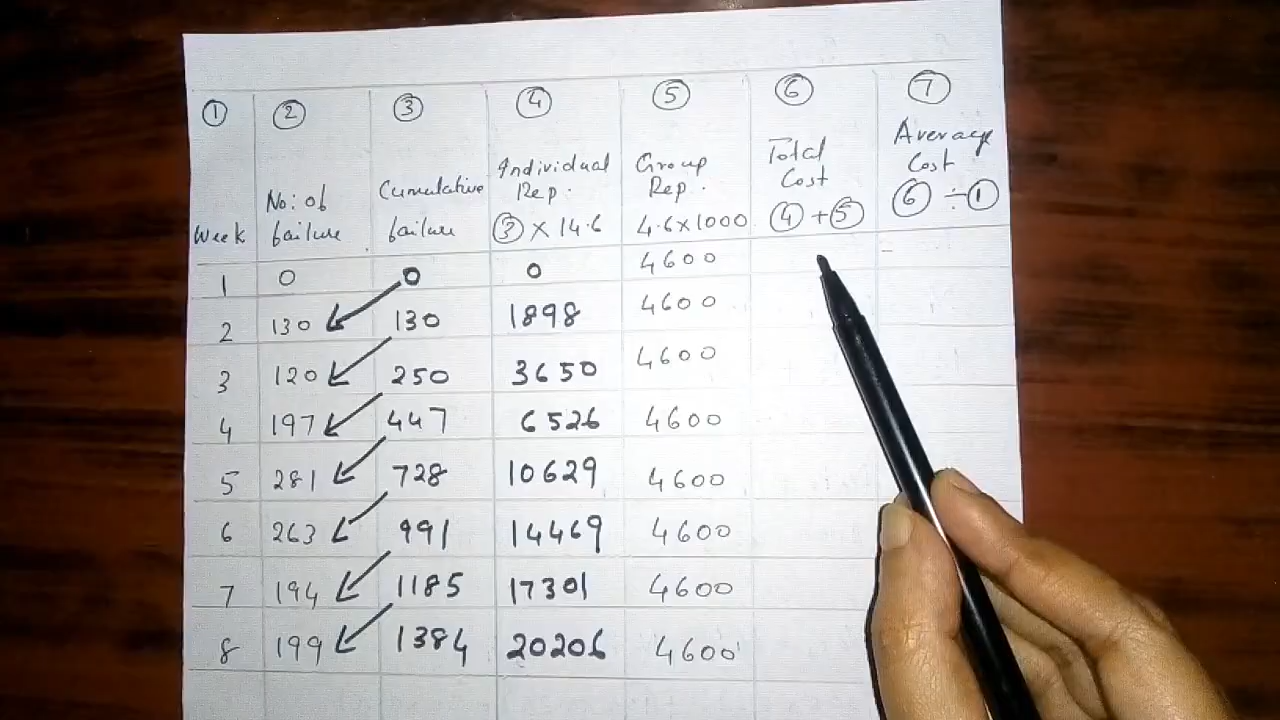 ① ② ③ ④ ⑤ ⑥ ⑦
Week
No: of
failure
Cumulative
failure
Individual
Rep.
③ × 14.6
Group
Rep.
4.6 × 1000
Total
Cost
④ + ⑤
Average
Cost
⑥ ÷ ①
1 0 0 0 4600 -
2 130 130 1898 4600
3 120 250 3650 4600
4 197 447 6526 4600
5 281 728 10629 4600
6 263 991 14469 4600
7 194 1185 17301 4600
8 199 1384 20206 4600